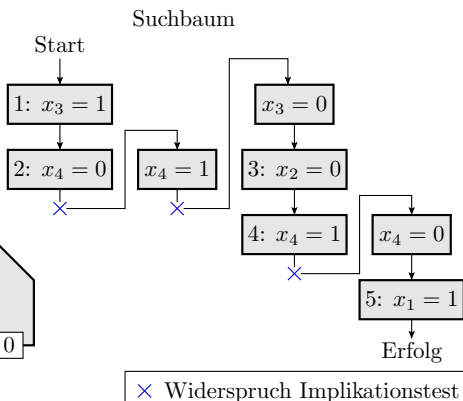 Suchbaum
Start
1: x₃ = 1
2: x₄ = 0
x₄ = 1
x₃ = 0
3: x₂ = 0
4: x₄ = 1
x₄ = 0
5: x₁ = 1
Erfolg
0
× Widerspruch Implikationstest